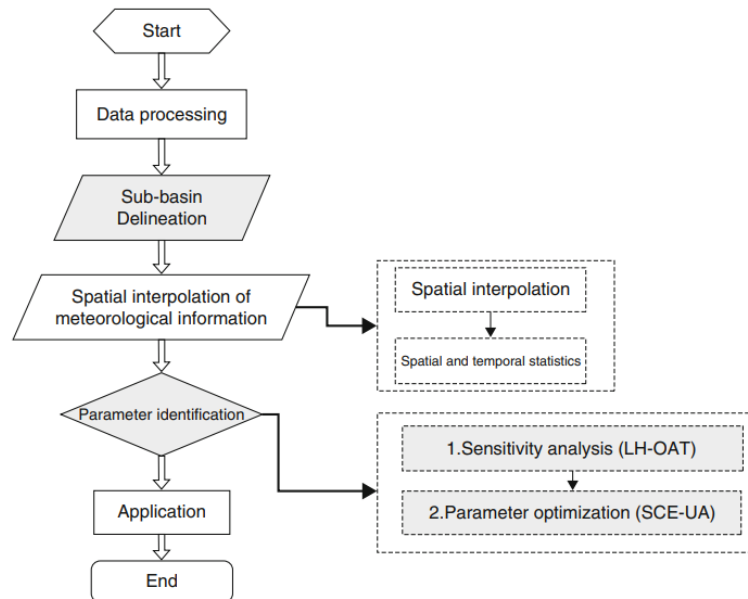 Start
Data processing
Sub-basin
Delineation
Spatial interpolation of
meteorological information
Spatial interpolation
Spatial and temporal statistics
Parameter identification
1.Sensitivity analysis (LH-OAT)
2.Parameter optimization (SCE-UA)
Application
End